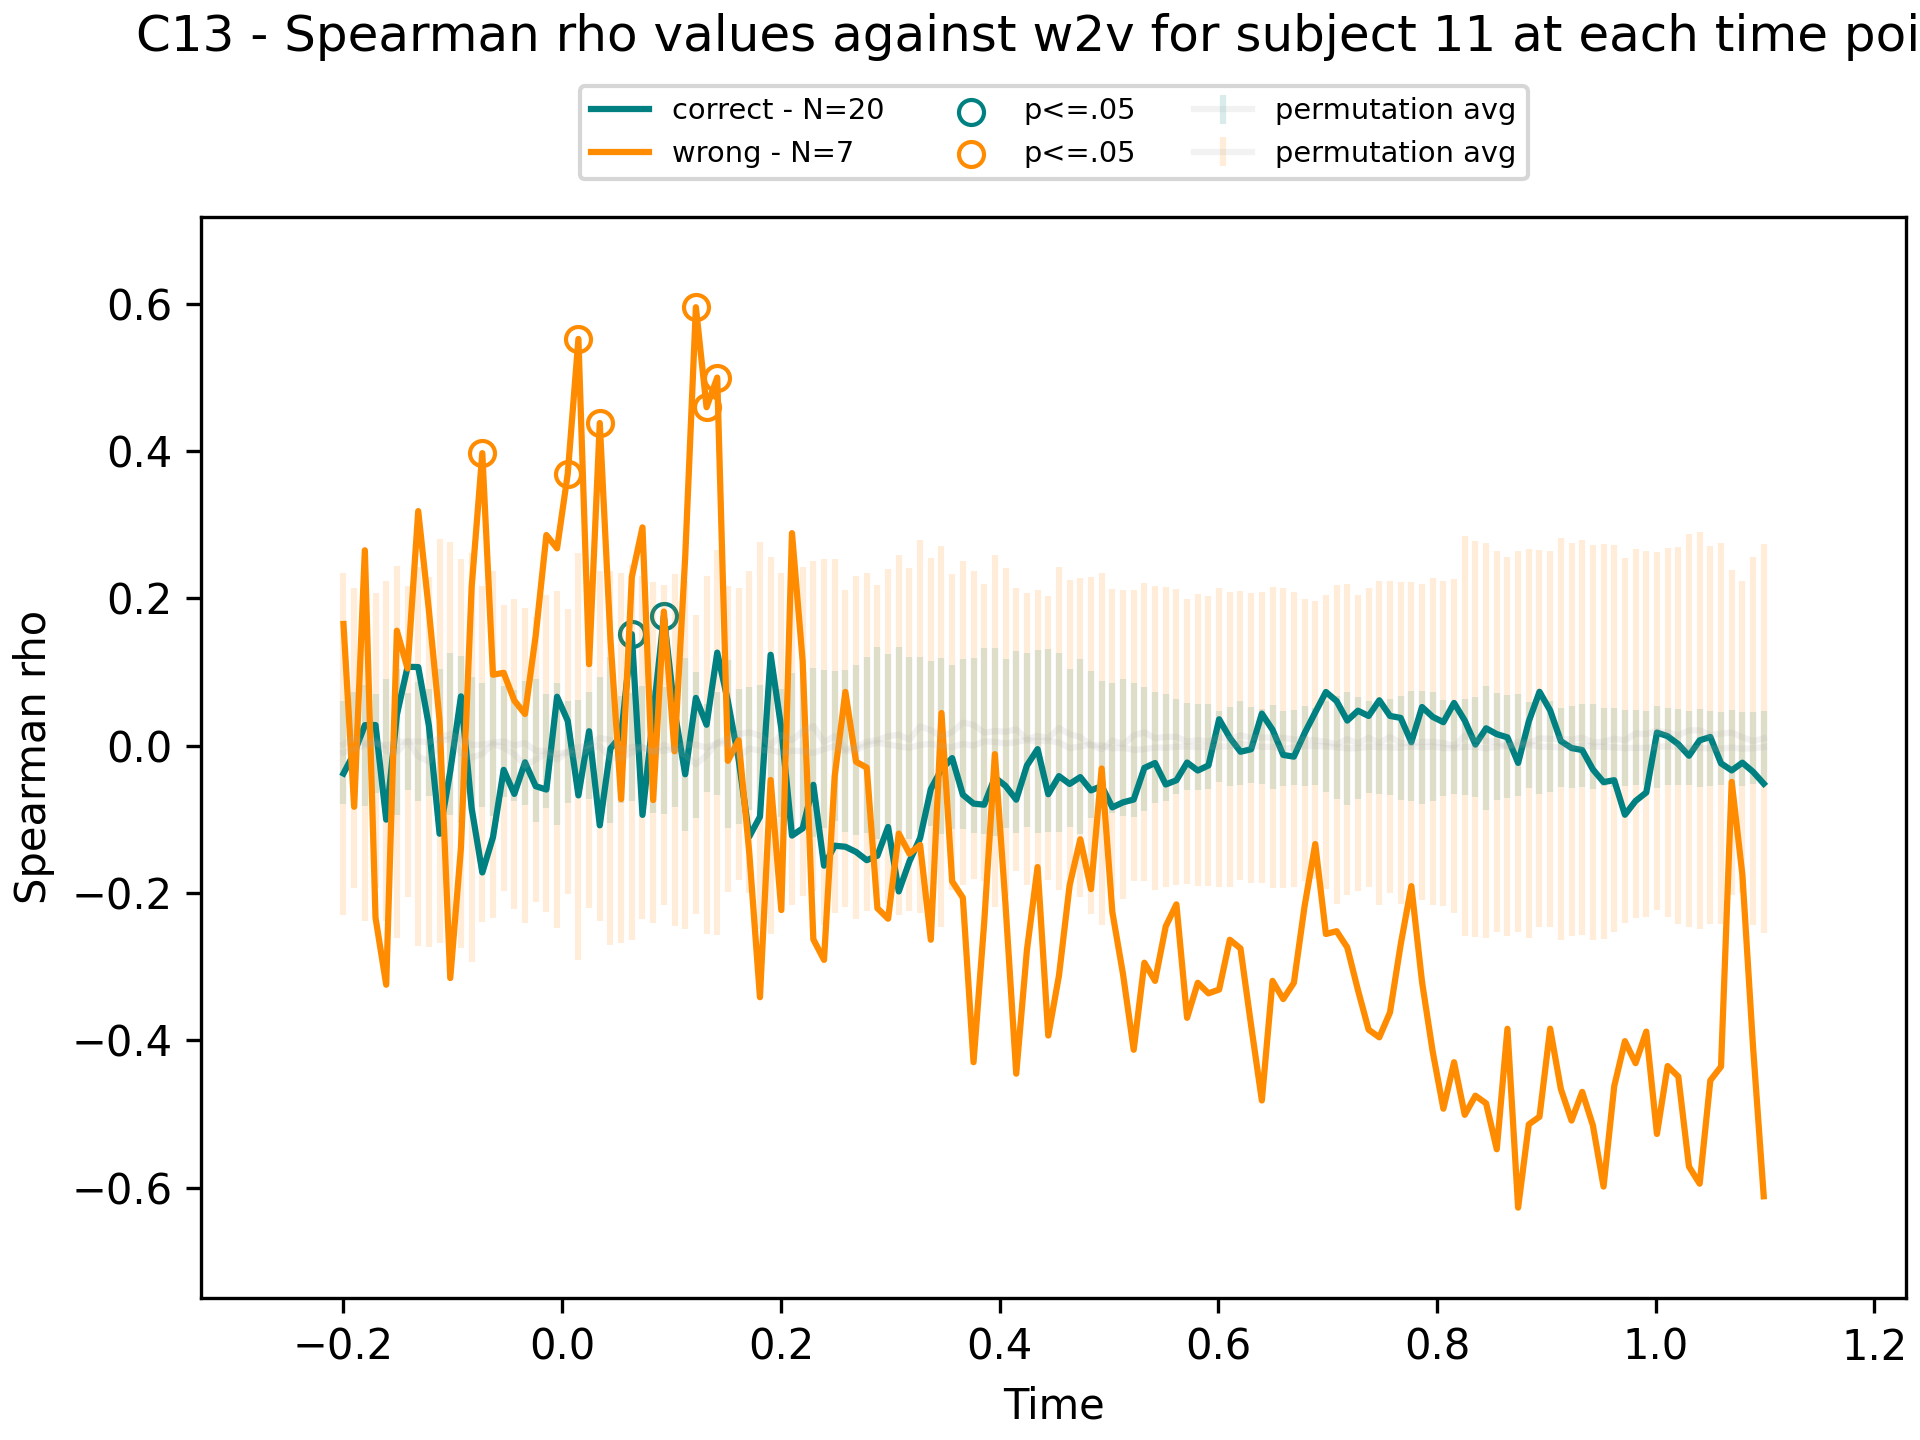 C13 - Spearman rho values against w2v for subject 11 at each time poi
correct - N=20
wrong - N=7
p<=.05
p<=.05
permutation avg
permutation avg
Spearman rho
0.6
0.4
0.2
0.0
−0.2
−0.4
−0.6
−0.2
0.0
0.2
0.4
0.6
0.8
1.0
1.2
Time